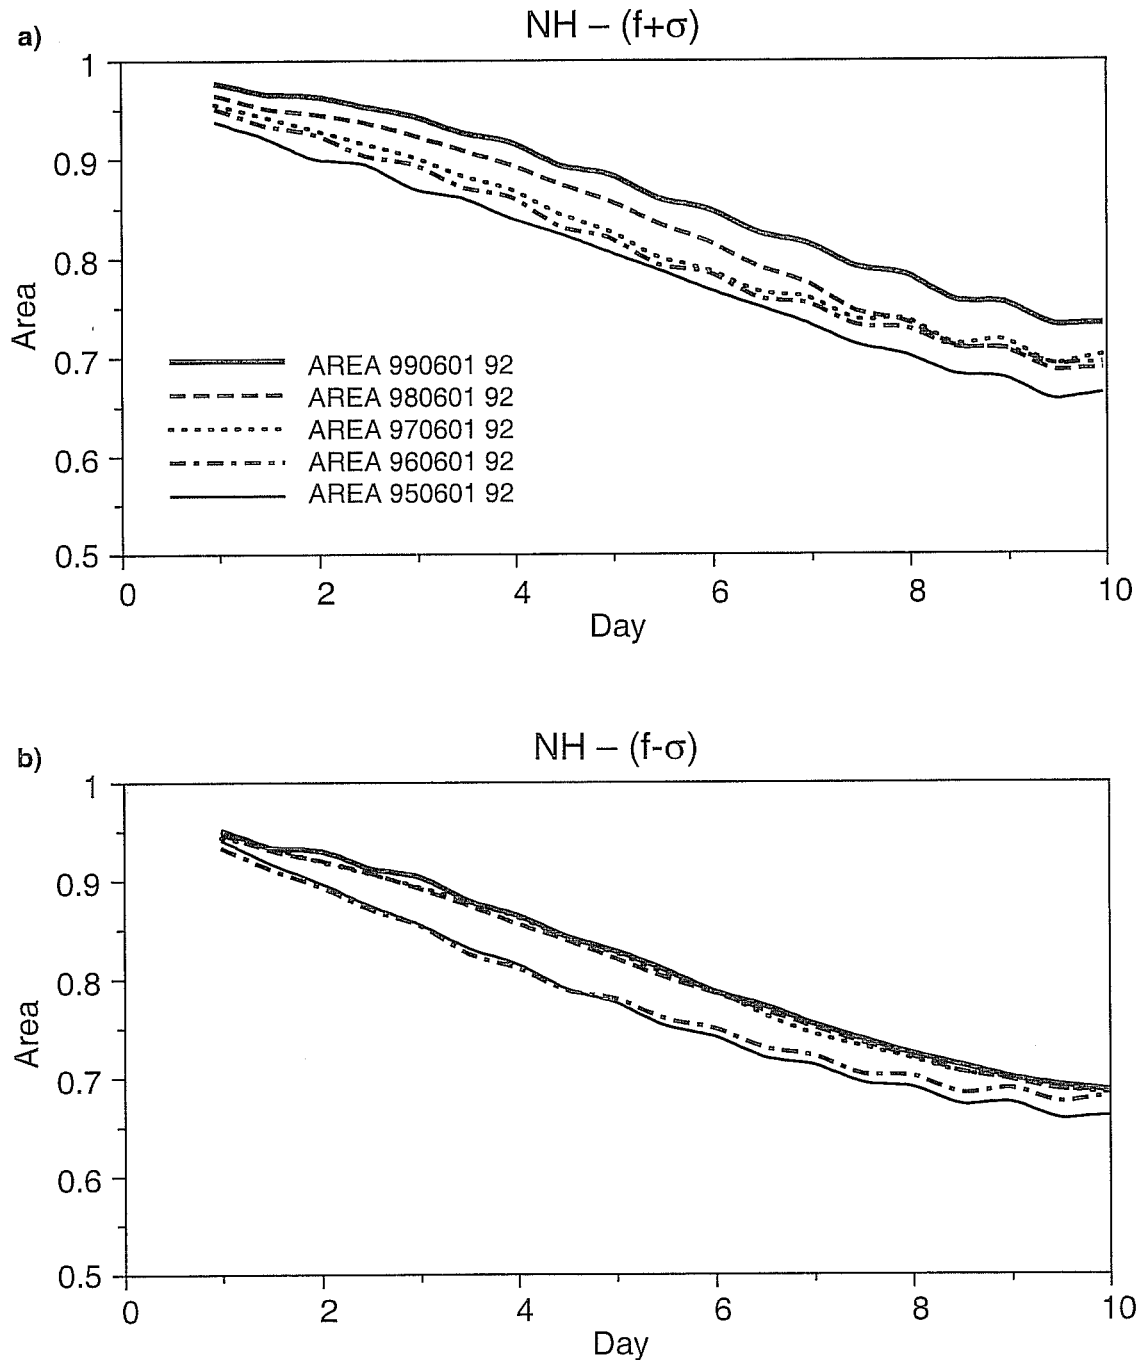 a)
NH – (f+σ)
1
0.9
0.8
0.7
0.6
0.5
Area
AREA 990601 92
AREA 980601 92
AREA 970601 92
AREA 960601 92
AREA 950601 92
0 2 4 6 8 10
Day
b)
NH – (f-σ)
1
0.9
0.8
0.7
0.6
0.5
Area
0 2 4 6 8 10
Day